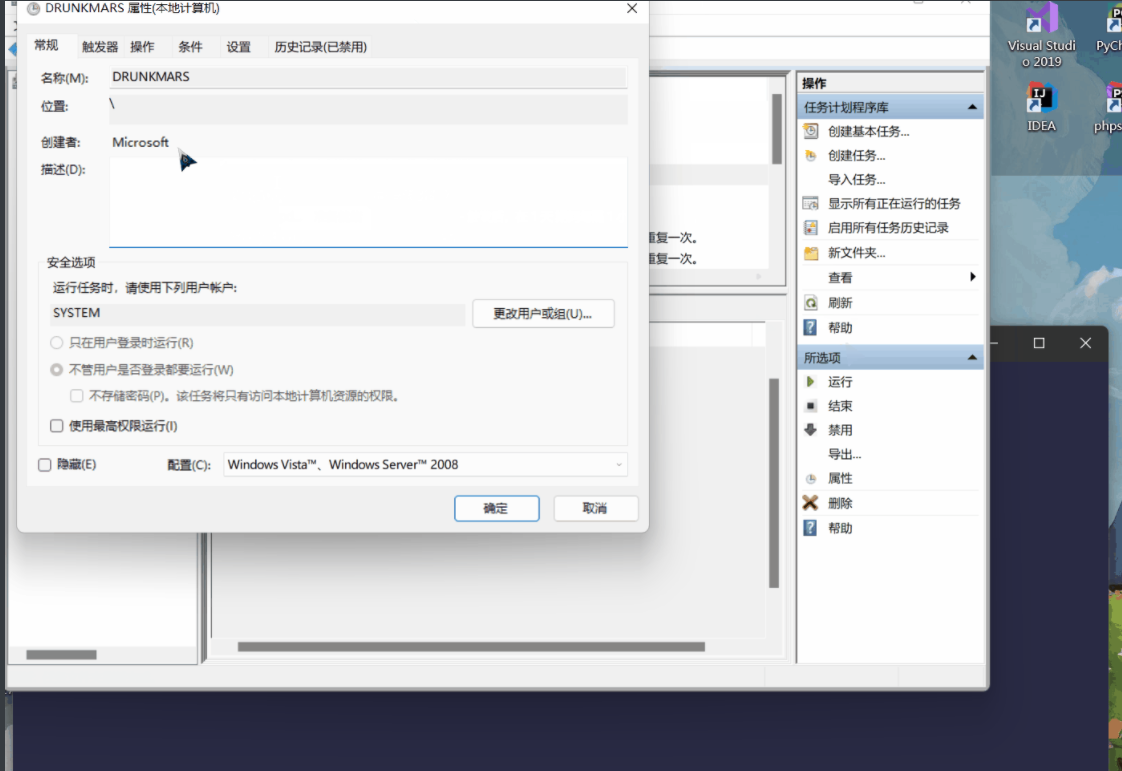 DRUNKMARS 属性(本地计算机)
常规 触发器 操作 条件 设置 历史记录(已禁用)
名称(M): DRUNKMARS
位置: \
创建者: Microsoft
描述(D):
安全选项
运行任务时，请使用下列用户帐户:
SYSTEM
更改用户或组(U)...
只在用户登录时运行(R)
不管用户是否登录都要运行(W)
不存储密码(P)。该任务将只有访问本地计算机资源的权限。
使用最高权限运行(I)
隐藏(E)
配置(C): Windows Vista™、Windows Server™ 2008
确定 取消
重复一次。
重复一次。
操作
任务计划程序库
创建基本任务...
创建任务...
导入任务...
显示所有正在运行的任务
启用所有任务历史记录
新文件夹...
查看
刷新
帮助
所选项
运行
结束
禁用
导出...
属性
删除
帮助
Visual Studi
o 2019
IDEA